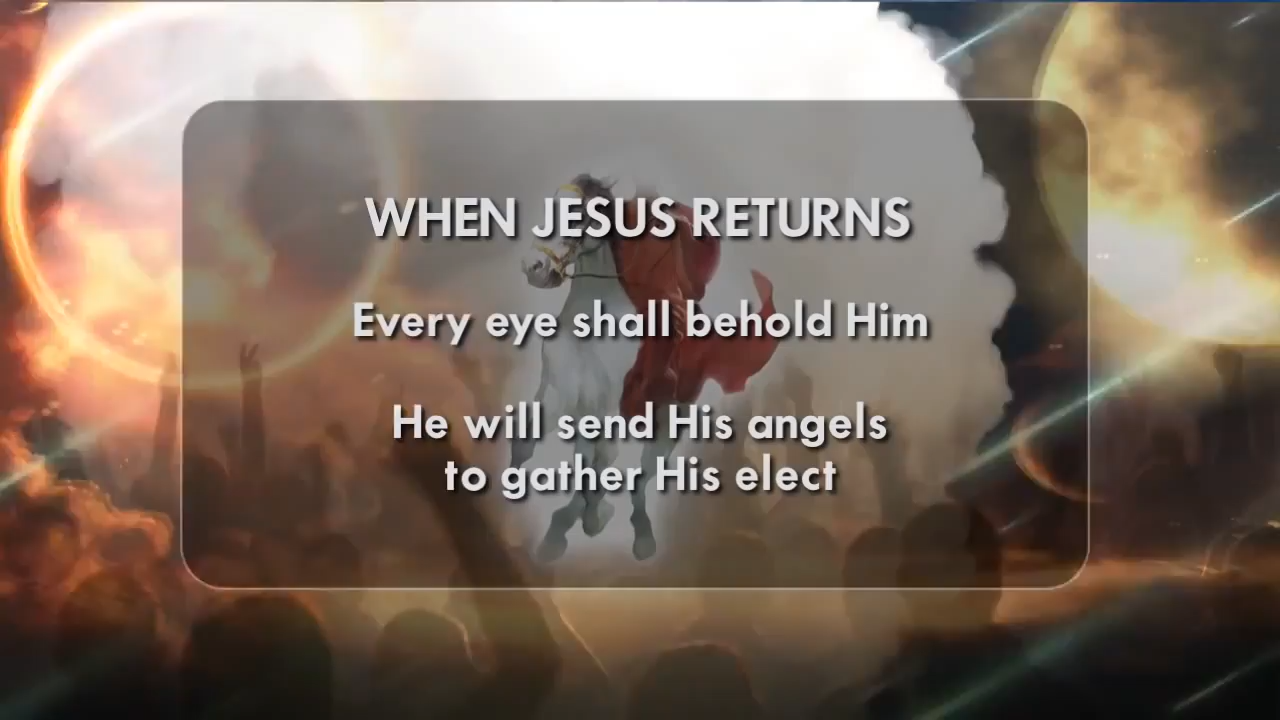 WHEN JESUS RETURNS
Every eye shall behold Him
He will send His angels
to gather His elect